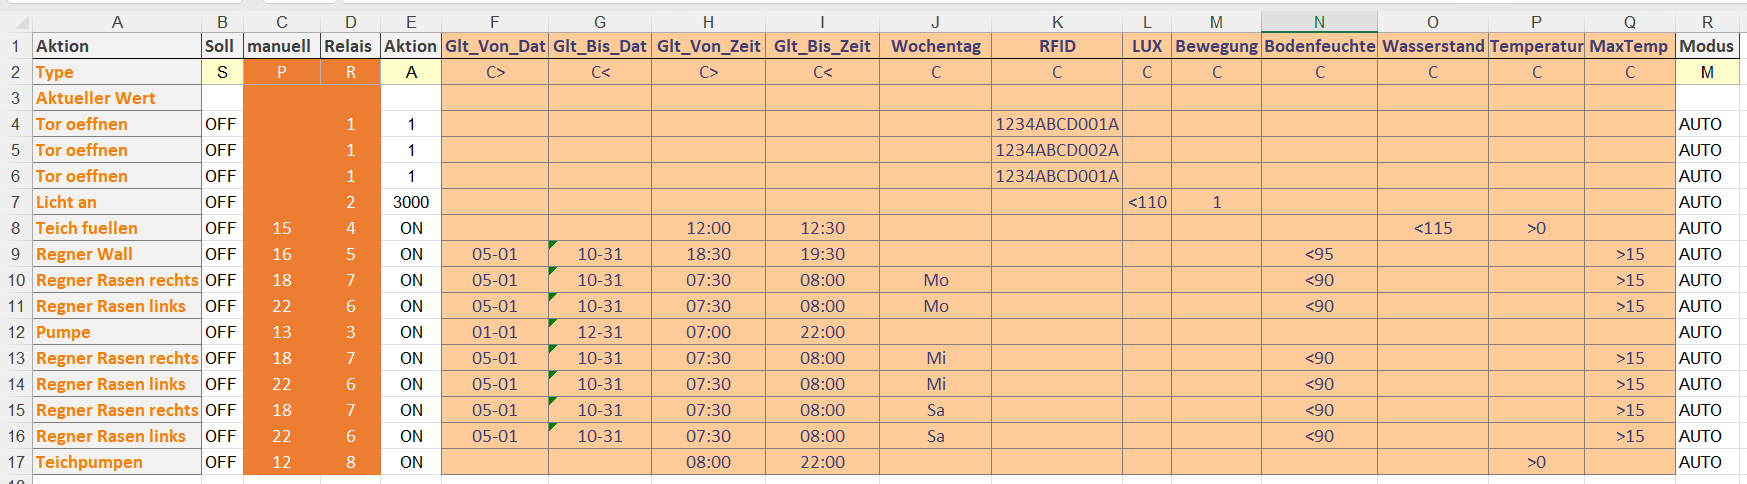 A B C D E F G H I J K L M N O P Q R
1 Aktion Soll manuell Relais Aktion Glt_Von_Dat Glt_Bis_Dat Glt_Von_Zeit Glt_Bis_Zeit Wochentag RFID LUX Bewegung Bodenfeuchte Wasserstand Temperatur MaxTemp Modus
2 Type S P R A C> C< C> C< C C C C C C C C M
3 Aktueller Wert
4 Tor oeffnen OFF 1 1 1234ABCD001A AUTO
5 Tor oeffnen OFF 1 1 1234ABCD002A AUTO
6 Tor oeffnen OFF 1 1 1234ABCD001A AUTO
7 Licht an OFF 2 3000 <110 1 AUTO
8 Teich fuellen OFF 15 4 ON 12:00 12:30 <115 >0 AUTO
9 Regner Wall OFF 16 5 ON 05-01 10-31 18:30 19:30 <95 >15 AUTO
10 Regner Rasen rechts OFF 18 7 ON 05-01 10-31 07:30 08:00 Mo <90 >15 AUTO
11 Regner Rasen links OFF 22 6 ON 05-01 10-31 07:30 08:00 Mo <90 >15 AUTO
12 Pumpe OFF 13 3 ON 01-01 12-31 07:00 22:00 AUTO
13 Regner Rasen rechts OFF 18 7 ON 05-01 10-31 07:30 08:00 Mi <90 >15 AUTO
14 Regner Rasen links OFF 22 6 ON 05-01 10-31 07:30 08:00 Mi <90 >15 AUTO
15 Regner Rasen rechts OFF 18 7 ON 05-01 10-31 07:30 08:00 Sa <90 >15 AUTO
16 Regner Rasen links OFF 22 6 ON 05-01 10-31 07:30 08:00 Sa <90 >15 AUTO
17 Teichpumpen OFF 12 8 ON 08:00 22:00 >0 AUTO